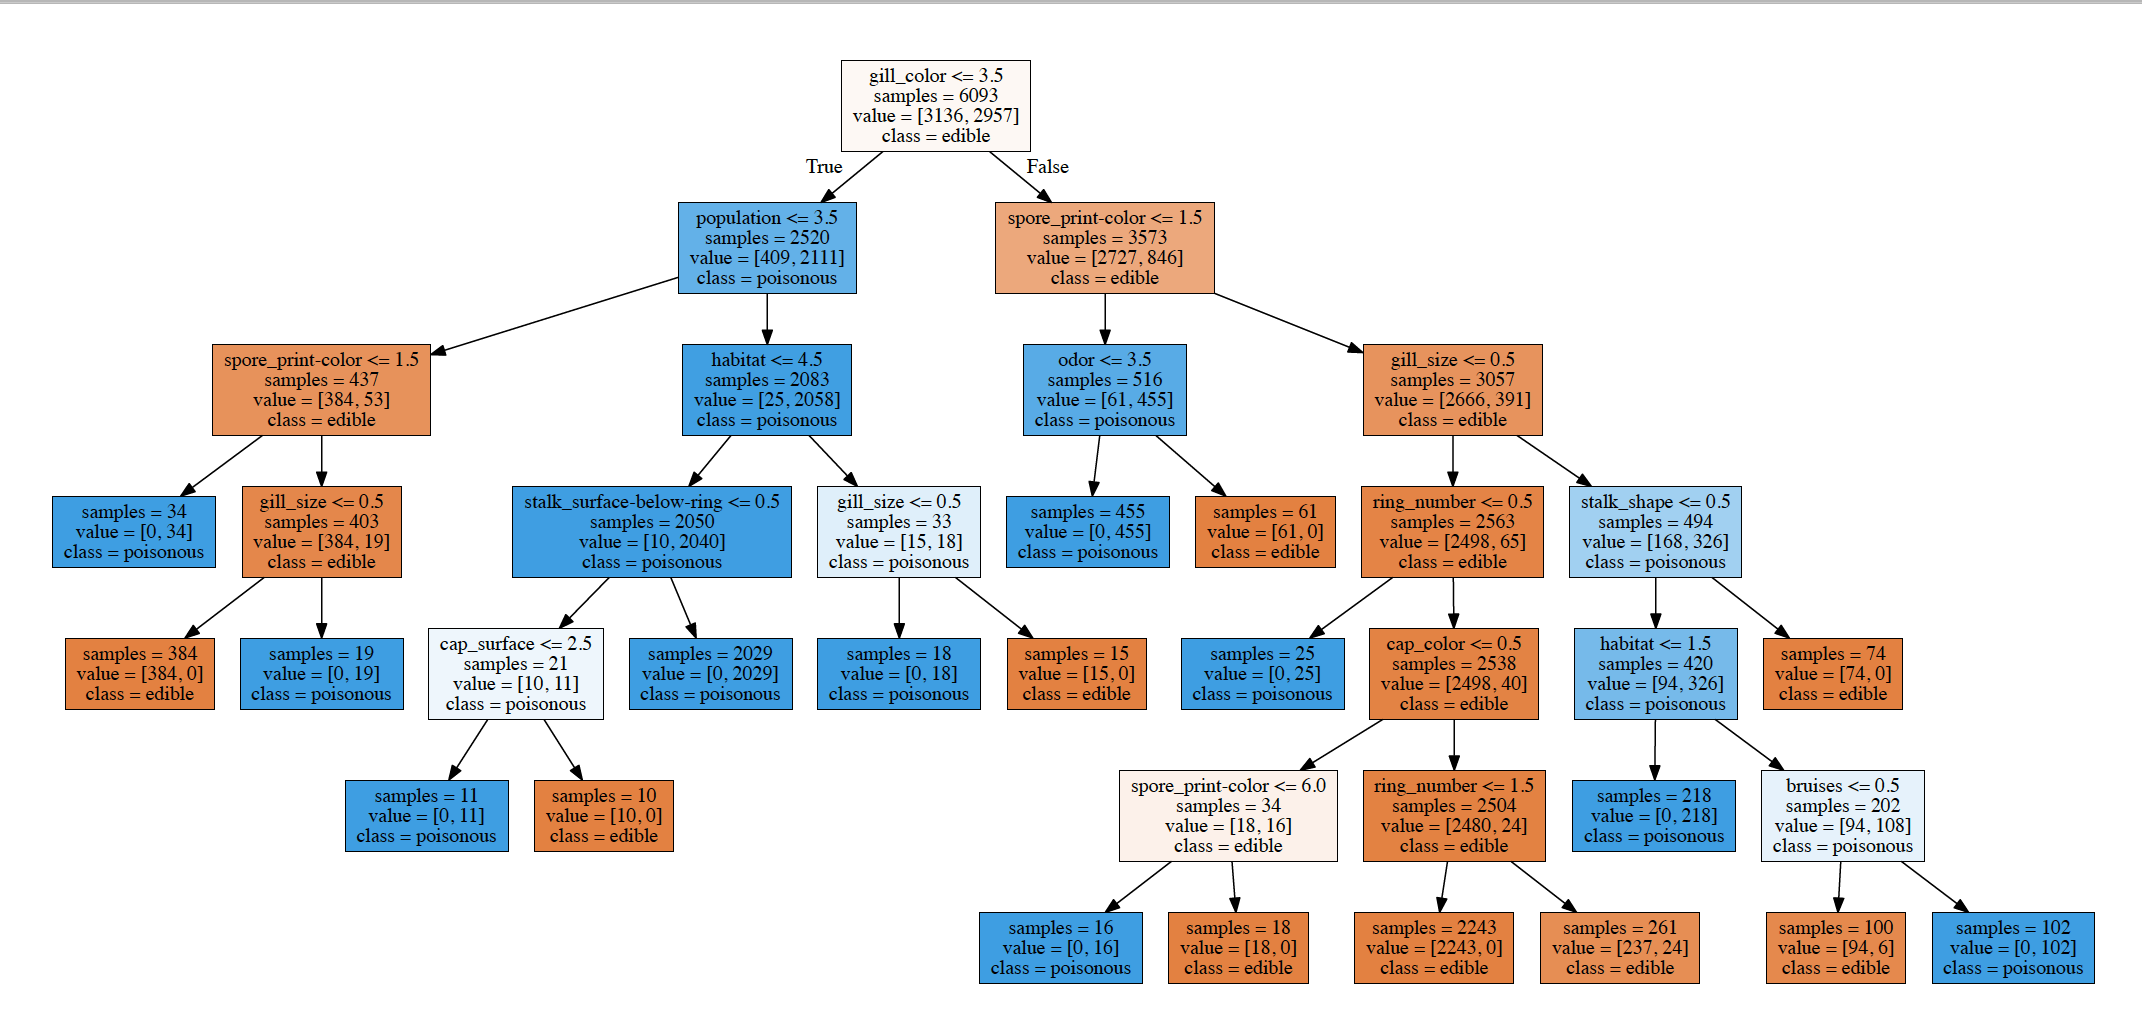 gill_color <= 3.5
samples = 6093
value = [3136, 2957]
class = edible
True
False
population <= 3.5
samples = 2520
value = [409, 2111]
class = poisonous
spore_print-color <= 1.5
samples = 3573
value = [2727, 846]
class = edible
spore_print-color <= 1.5
samples = 437
value = [384, 53]
class = edible
habitat <= 4.5
samples = 2083
value = [25, 2058]
class = poisonous
odor <= 3.5
samples = 516
value = [61, 455]
class = poisonous
gill_size <= 0.5
samples = 3057
value = [2666, 391]
class = edible
samples = 34
value = [0, 34]
class = poisonous
gill_size <= 0.5
samples = 403
value = [384, 19]
class = edible
stalk_surface-below-ring <= 0.5
samples = 2050
value = [10, 2040]
class = poisonous
gill_size <= 0.5
samples = 33
value = [15, 18]
class = poisonous
samples = 455
value = [0, 455]
class = poisonous
samples = 61
value = [61, 0]
class = edible
ring_number <= 0.5
samples = 2563
value = [2498, 65]
class = edible
stalk_shape <= 0.5
samples = 494
value = [168, 326]
class = poisonous
samples = 384
value = [384, 0]
class = edible
samples = 19
value = [0, 19]
class = poisonous
cap_surface <= 2.5
samples = 21
value = [10, 11]
class = poisonous
samples = 2029
value = [0, 2029]
class = poisonous
samples = 18
value = [0, 18]
class = poisonous
samples = 15
value = [15, 0]
class = edible
samples = 25
value = [0, 25]
class = poisonous
cap_color <= 0.5
samples = 2538
value = [2498, 40]
class = edible
habitat <= 1.5
samples = 420
value = [94, 326]
class = poisonous
samples = 74
value = [74, 0]
class = edible
samples = 11
value = [0, 11]
class = poisonous
samples = 10
value = [10, 0]
class = edible
spore_print-color <= 6.0
samples = 34
value = [18, 16]
class = edible
ring_number <= 1.5
samples = 2504
value = [2480, 24]
class = edible
samples = 218
value = [0, 218]
class = poisonous
bruises <= 0.5
samples = 202
value = [94, 108]
class = poisonous
samples = 16
value = [0, 16]
class = poisonous
samples = 18
value = [18, 0]
class = edible
samples = 2243
value = [2243, 0]
class = edible
samples = 261
value = [237, 24]
class = edible
samples = 100
value = [94, 6]
class = edible
samples = 102
value = [0, 102]
class = poisonous